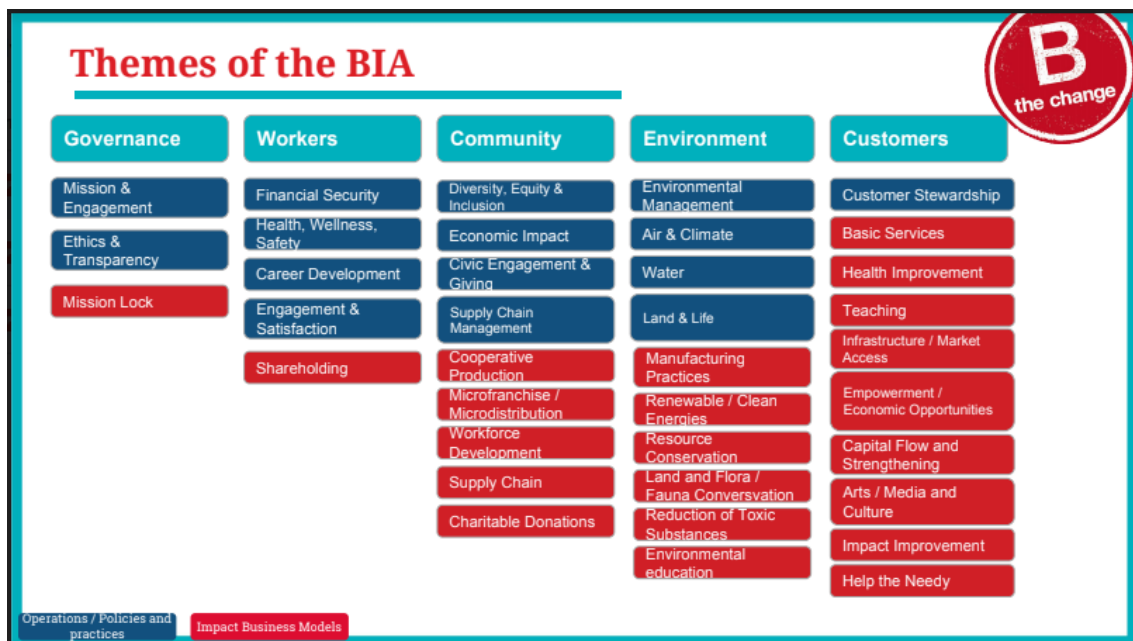 Themes of the BIA
B
the change
Governance
Mission &
Engagement
Ethics &
Transparency
Mission Lock
Workers
Financial Security
Health, Wellness,
Safety
Career Development
Engagement &
Satisfaction
Shareholding
Community
Diversity, Equity &
Inclusion
Economic Impact
Civic Engagement &
Giving
Supply Chain
Management
Cooperative
Production
Microfranchise /
Microdistribution
Workforce
Development
Supply Chain
Charitable Donations
Environment
Environmental
Management
Air & Climate
Water
Land & Life
Manufacturing
Practices
Renewable / Clean
Energies
Resource
Conservation
Land and Flora /
Fauna Converсvation
Reduction of Toxic
Substances
Environmental
education
Customers
Customer Stewardship
Basic Services
Health Improvement
Teaching
Infrastructure / Market
Access
Empowerment /
Economic Opportunities
Capital Flow and
Strengthening
Arts / Media and
Culture
Impact Improvement
Help the Needy
Operations / Policies and
practices
Impact Business Models